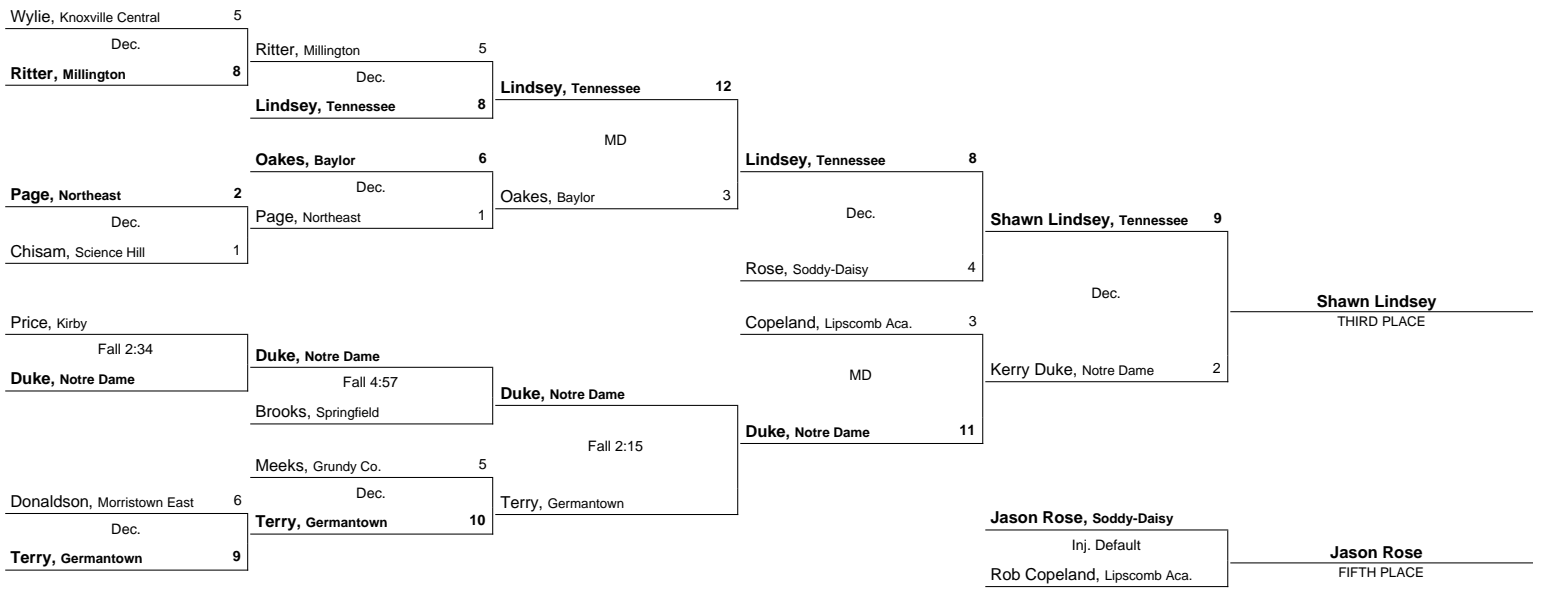 Wylie, Knoxville Central 5
Dec.
Ritter, Millington 8
Page, Northeast 2
Dec.
Chisam, Science Hill 1
Price, Kirby
Fall 2:34
Duke, Notre Dame
Donaldson, Morristown East 6
Dec.
Terry, Germantown 9
Ritter, Millington 5
Dec.
Lindsey, Tennessee 8
Oakes, Baylor 6
Dec.
Page, Northeast 1
Duke, Notre Dame
Fall 4:57
Brooks, Springfield
Meeks, Grundy Co. 5
Dec.
Terry, Germantown 10
Lindsey, Tennessee 12
MD
Oakes, Baylor 3
Duke, Notre Dame
Fall 2:15
Terry, Germantown
Lindsey, Tennessee 8
Dec.
Rose, Soddy-Daisy 4
Copeland, Lipscomb Aca. 3
MD
Duke, Notre Dame 11
Shawn Lindsey, Tennessee 9
Dec.
Kerry Duke, Notre Dame 2
Shawn Lindsey
THIRD PLACE
Jason Rose, Soddy-Daisy
Inj. Default
Rob Copeland, Lipscomb Aca.
Jason Rose
FIFTH PLACE